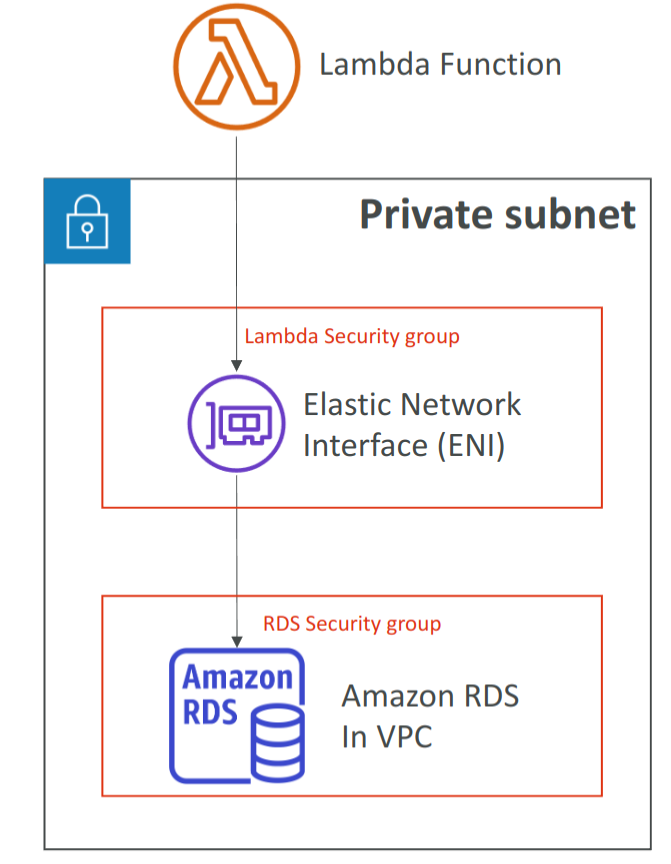 Lambda Function
Private subnet
Lambda Security group
Elastic Network
Interface (ENI)
RDS Security group
Amazon
RDS
Amazon RDS
In VPC